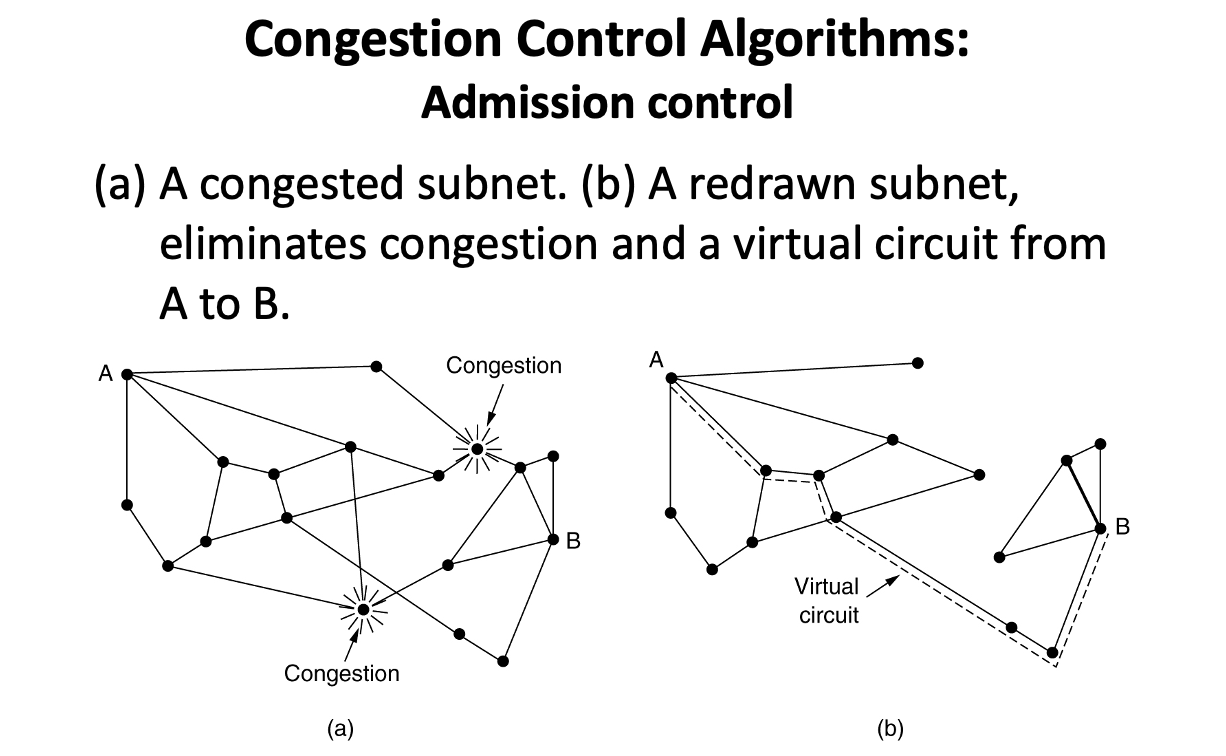 Congestion Control Algorithms:
Admission control
(a) A congested subnet. (b) A redrawn subnet,
eliminates congestion and a virtual circuit from
A to B.
A
Congestion
B
Congestion
(a)
A
B
Virtual
circuit
(b)